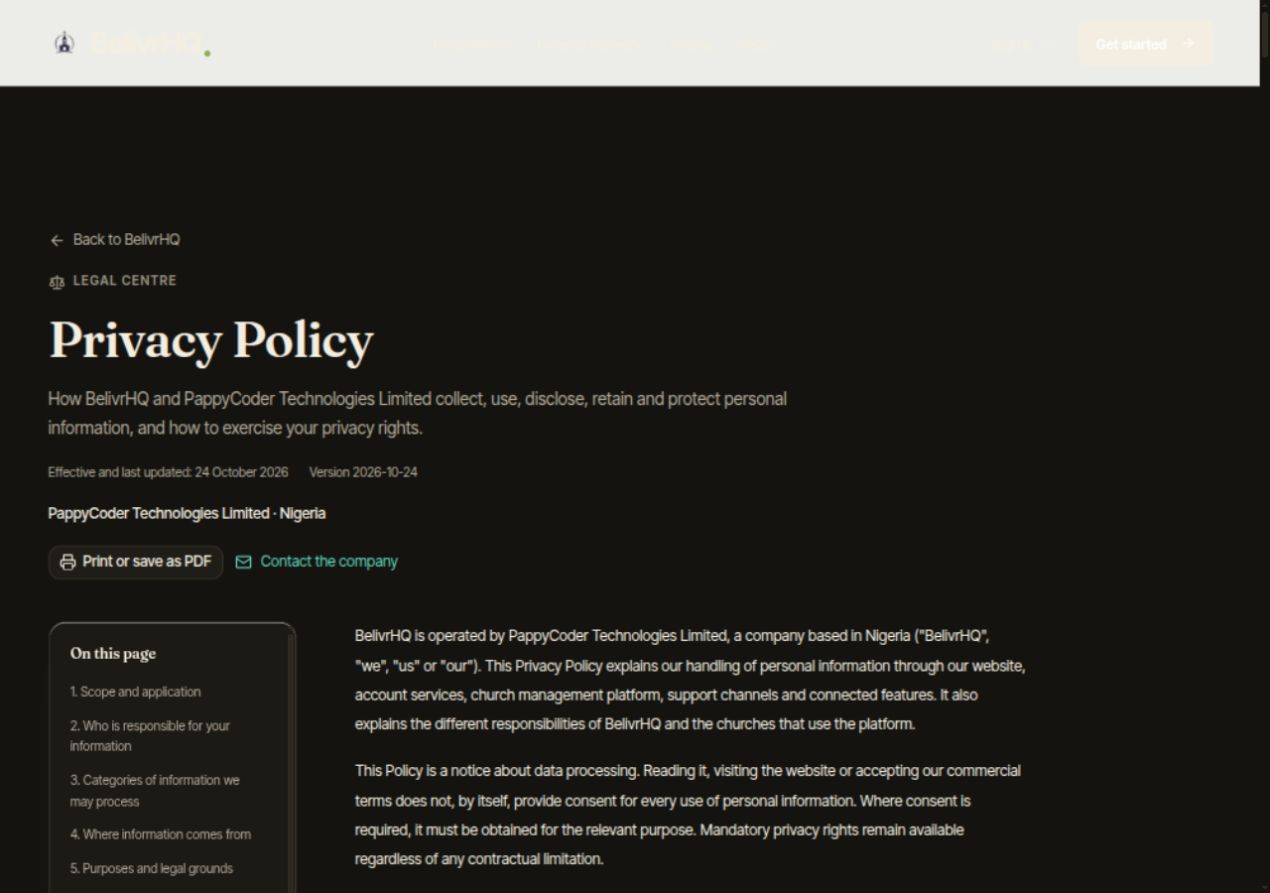 BelivrHQ.
Get started
Back to BelivrHQ
LEGAL CENTRE
Privacy Policy
How BelivrHQ and PappyCoder Technologies Limited collect, use, disclose, retain and protect personal
information, and how to exercise your privacy rights.
Effective and last updated: 24 October 2026 Version 2026-10-24
PappyCoder Technologies Limited · Nigeria
Print or save as PDF Contact the company
On this page
1. Scope and application
2. Who is responsible for your
information
3. Categories of information we
may process
4. Where information comes from
5. Purposes and legal grounds
BelivrHQ is operated by PappyCoder Technologies Limited, a company based in Nigeria ("BelivrHQ",
"we", "us" or "our"). This Privacy Policy explains our handling of personal information through our website,
account services, church management platform, support channels and connected features. It also
explains the different responsibilities of BelivrHQ and the churches that use the platform.
This Policy is a notice about data processing. Reading it, visiting the website or accepting our commercial
terms does not, by itself, provide consent for every use of personal information. Where consent is
required, it must be obtained for the relevant purpose. Mandatory privacy rights remain available
regardless of any contractual limitation.